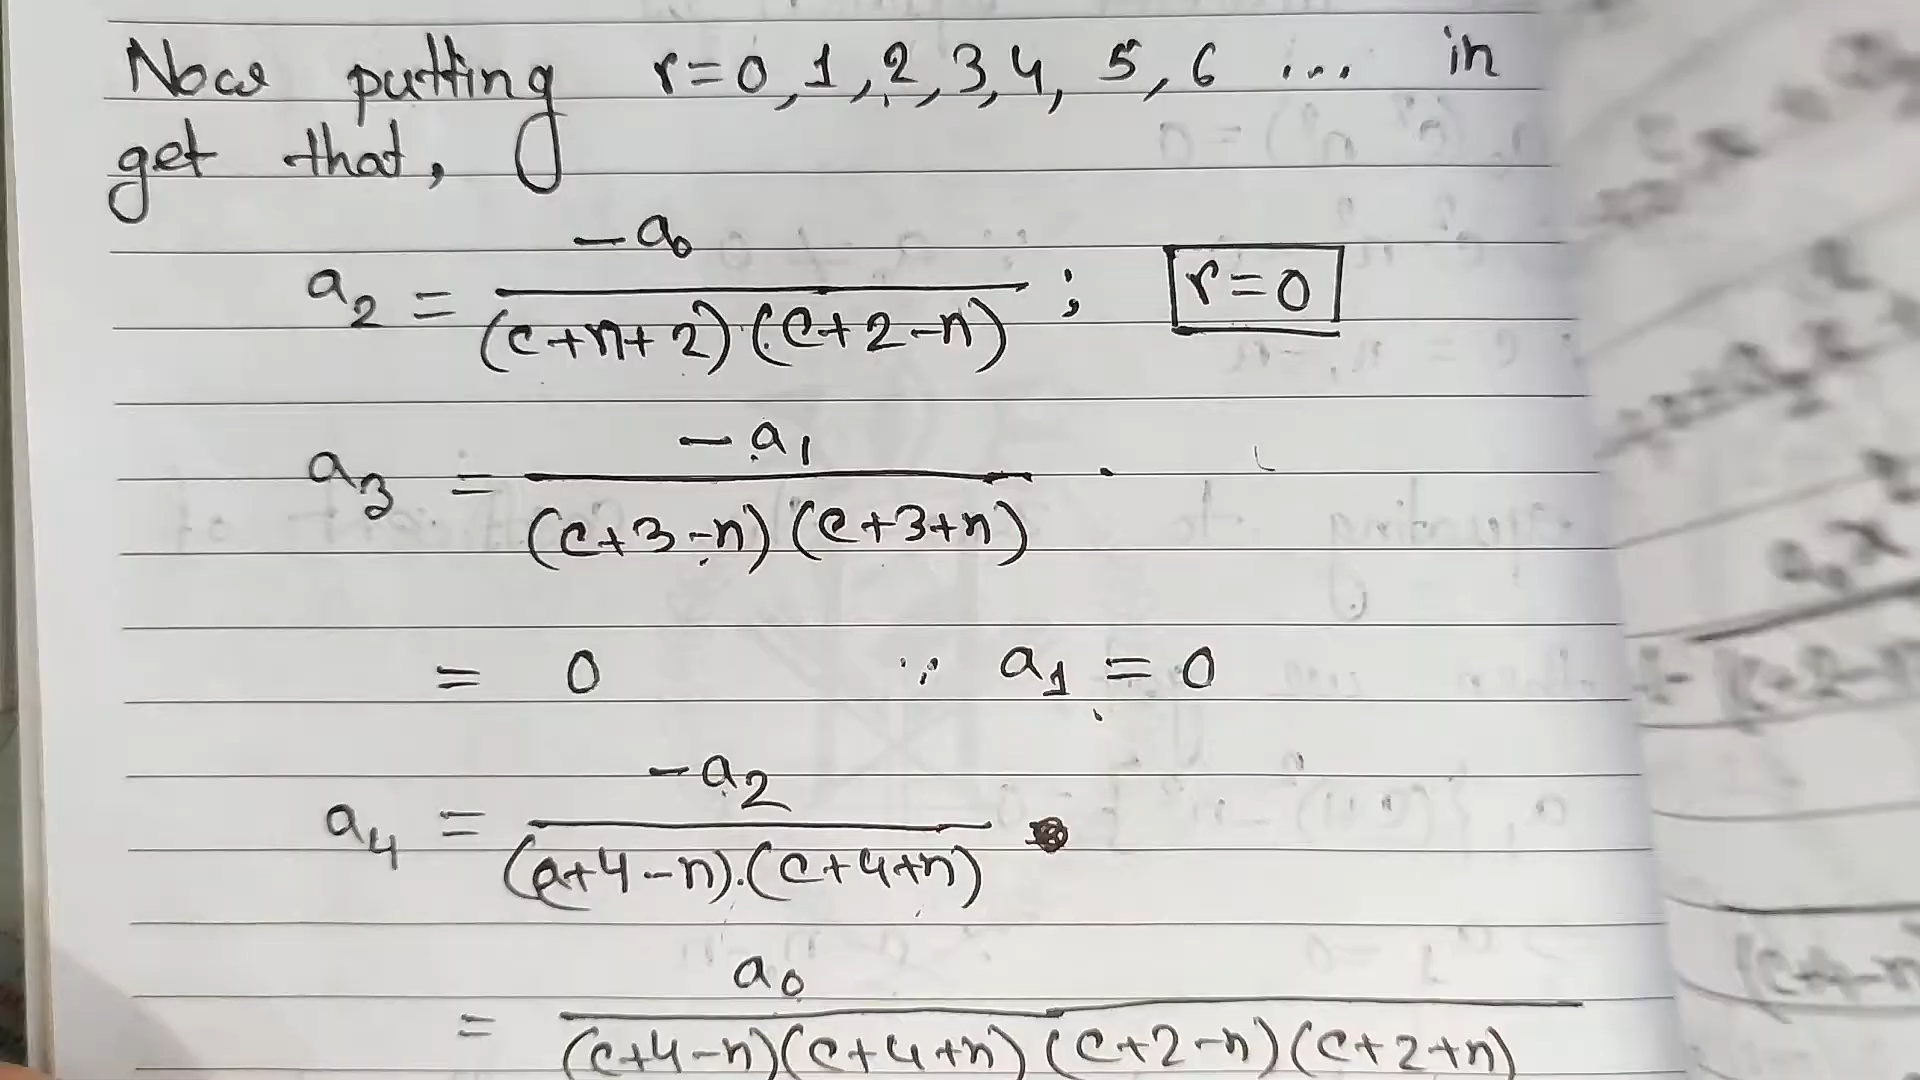 Now putting r=0,1,2,3,4, 5,6 ... in
get that,
a₂ = -a₀ / (c+n+2)(c+2-n) ; r=0
a₃ = -a₁ / (c+3-n)(c+3+n)
= 0 ∵ a₁ = 0
a₄ = -a₂ / (c+4-n).(c+4+n)
= a₀ / (c+4-n)(c+4+n)(c+2-n)(c+2+n)